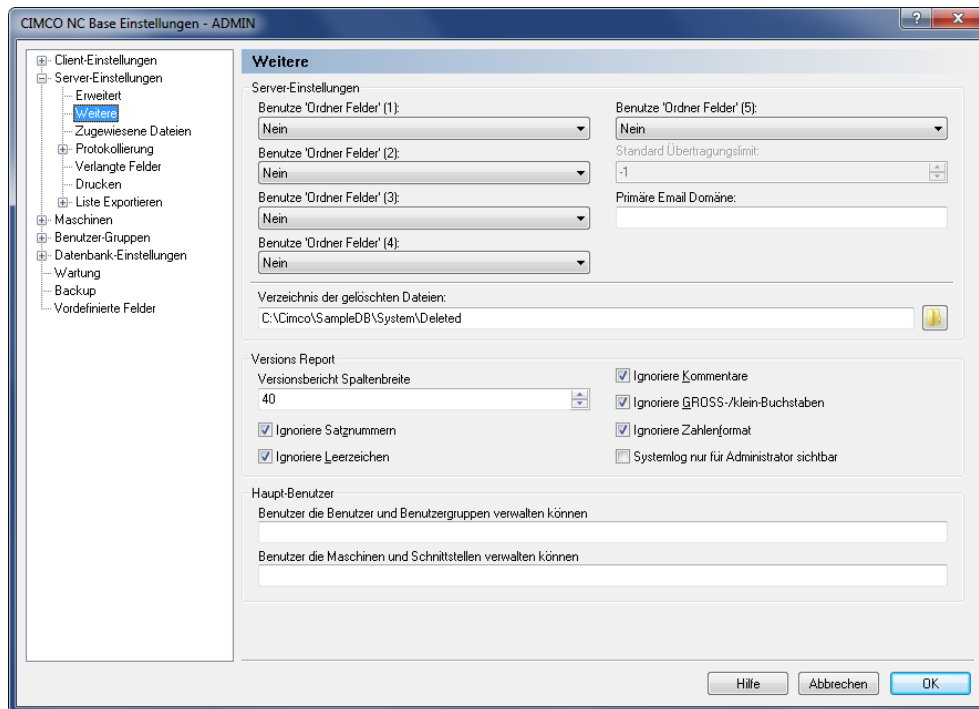 CIMCO NC Base Einstellungen - ADMIN
Client-Einstellungen
Server-Einstellungen
Erweitert
Weitere
Zugewiesene Dateien
Protokollierung
Verlangte Felder
Drucken
Liste Exportieren
Maschinen
Benutzer-Gruppen
Datenbank-Einstellungen
Wartung
Backup
Vordefinierte Felder
Weitere
Server-Einstellungen
Benutze 'Ordner Felder' (1):
Nein
Benutze 'Ordner Felder' (2):
Nein
Benutze 'Ordner Felder' (3):
Nein
Benutze 'Ordner Felder' (4):
Nein
Benutze 'Ordner Felder' (5):
Nein
Standard Übertragungslimit:
-1
Primäre Email Domäne:
Verzeichnis der gelöschten Dateien:
C:\Cimco\SampleDB\System\Deleted
Versions Report
Versionsbericht Spaltenbreite
40
Ignoriere Satznummern
Ignoriere Leerzeichen
Ignoriere Kommentare
Ignoriere GROSS-/klein-Buchstaben
Ignoriere Zahlenformat
Systemlog nur für Administrator sichtbar
Haupt-Benutzer
Benutzer die Benutzer und Benutzergruppen verwalten können
Benutzer die Maschinen und Schnittstellen verwalten können
Hilfe
Abbrechen
OK